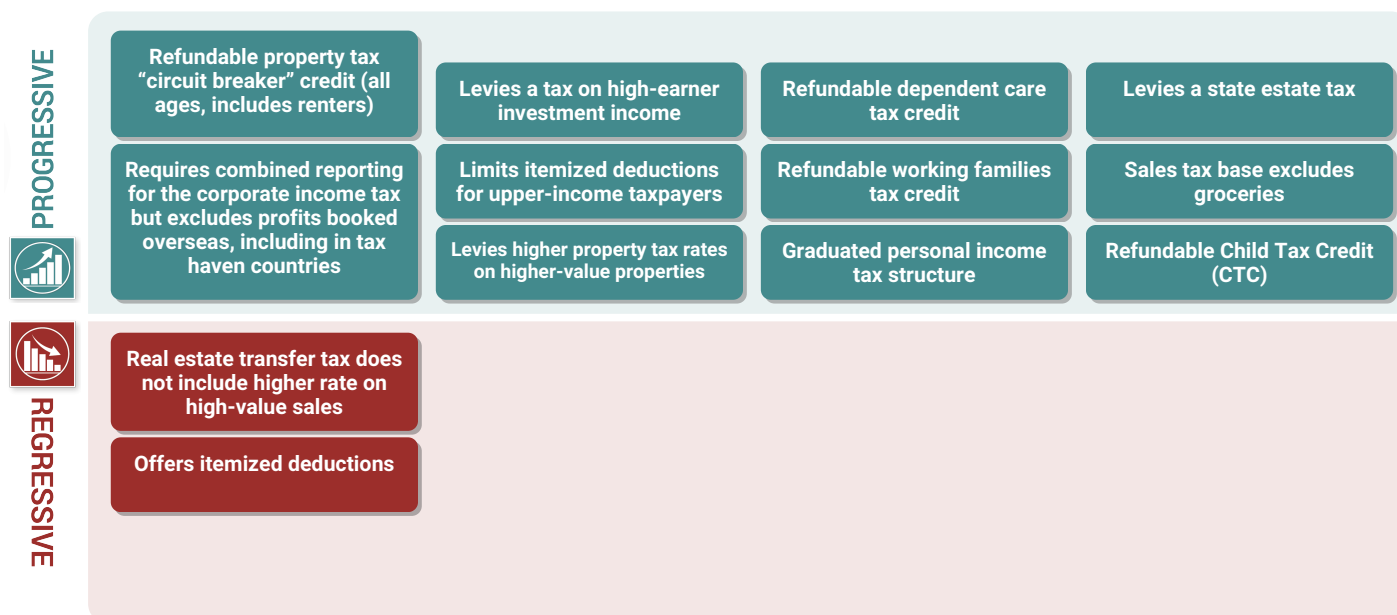 PROGRESSIVE
Refundable property tax
“circuit breaker” credit (all
ages, includes renters)
Requires combined reporting
for the corporate income tax
but excludes profits booked
overseas, including in tax
haven countries
Levies a tax on high-earner
investment income
Limits itemized deductions
for upper-income taxpayers
Levies higher property tax rates
on higher-value properties
Refundable dependent care
tax credit
Refundable working families
tax credit
Graduated personal income
tax structure
Levies a state estate tax
Sales tax base excludes
groceries
Refundable Child Tax Credit
(CTC)
REGRESSIVE
Real estate transfer tax does
not include higher rate on
high-value sales
Offers itemized deductions